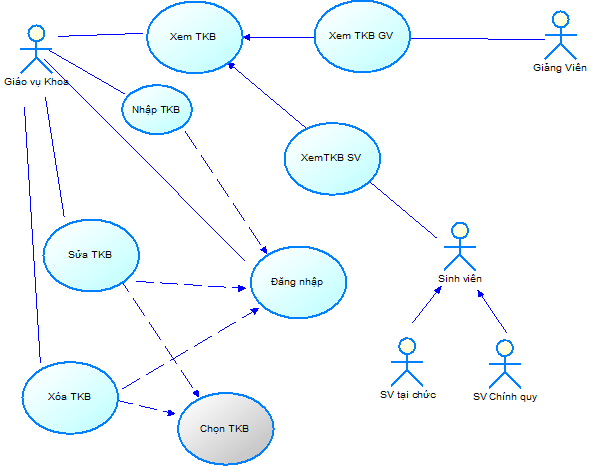 Xem TKB
Xem TKB GV
Giáo vụ Khoa
Giảng Viên
Nhập TKB
XemTKB SV
Sửa TKB
Đăng nhập
Sinh viên
Xóa TKB
SV tại chức
SV Chính quy
Chọn TKB